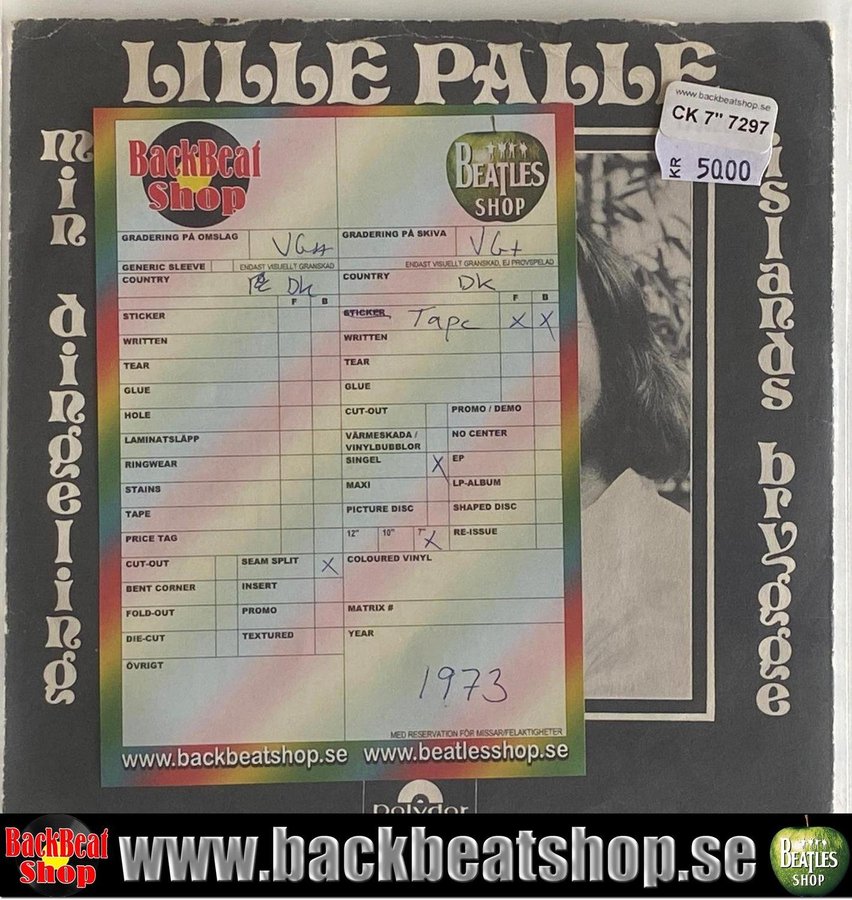 LILLE PALLE
min dingeling
islands brygge
www.backbeatshop.se
CK 7" 7297
KR 50.00
BackBeat
Shop
BEATLES
SHOP
GRADERING PÅ OMSLAG
GRADERING PÅ SKIVA VG+
GENERIC SLEEVE
ENDAST VISUELLT GRANSKAD
ENDAST VISUELLT GRANSKAD, EJ PROVSPELAD
COUNTRY DK
COUNTRY DK
F B
F B
STICKER
STICKER Tape X X
WRITTEN
WRITTEN
TEAR
TEAR
GLUE
GLUE
HOLE
CUT-OUT
PROMO / DEMO
LAMINATSLÄPP
VÄRMESKADA /
VINYLBUBBLOR
NO CENTER
RINGWEAR
SINGEL X
EP
STAINS
MAXI
LP-ALBUM
TAPE
PICTURE DISC
SHAPED DISC
PRICE TAG
12" 10" 7" X
RE-ISSUE
CUT-OUT
SEAM SPLIT X
COLOURED VINYL
BENT CORNER
INSERT
FOLD-OUT
PROMO
MATRIX #
DIE-CUT
TEXTURED
YEAR
ÖVRIGT
1973
MED RESERVATION FÖR MISSAR/FELAKTIGHETER
www.backbeatshop.se www.beatlesshop.se
polydor
BackBeat
Shop
www.backbeatshop.se
BEATLES
SHOP